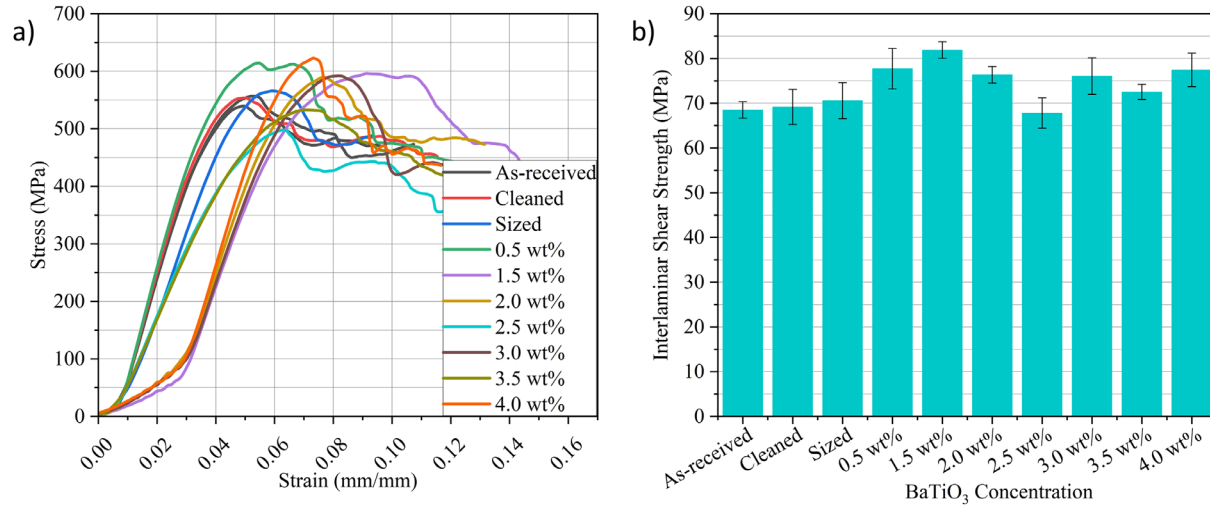 a)
700
600
500
400
300
200
100
0
Stress (MPa)
0.00
0.02
0.04
0.06
0.08
0.10
0.12
0.14
0.16
Strain (mm/mm)
As-received
Cleaned
Sized
0.5 wt%
1.5 wt%
2.0 wt%
2.5 wt%
3.0 wt%
3.5 wt%
4.0 wt%
b)
90
80
70
60
50
40
30
20
10
0
Interlaminar Shear Strength (MPa)
As-received
Cleaned
Sized
0.5 wt%
1.5 wt%
2.0 wt%
2.5 wt%
3.0 wt%
3.5 wt%
4.0 wt%
BaTiO₃ Concentration